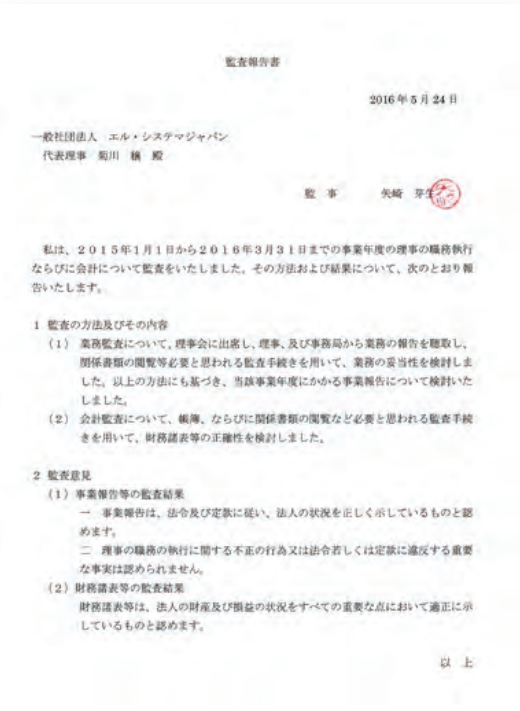 監査報告書
2016年5月24日
一般社団法人 エル・システマジャパン
代表理事 菊川 穣 殿
監 事 矢崎 芽生
私は、2015年1月1日から2016年3月31日までの事業年度の理事の職務執行
ならびに会計について監査をいたしました。その方法および結果について、次のとおり報
告いたします。
1 監査の方法及びその内容
(1) 業務監査について、理事会に出席し、理事、及び事務局から業務の報告を聴取し、
関係書類の閲覧等必要と思われる監査手続きを用いて、業務の妥当性を検討しま
した。以上の方法にも基づき、当該事業年度にかかる事業報告について検討いた
しました。
(2) 会計監査について、帳簿、ならびに関係書類の閲覧など必要と思われる監査手続
きを用いて、財務諸表等の正確性を検討しました。
2 監査意見
(1)事業報告等の監査結果
一 事業報告は、法令及び定款に従い、法人の状況を正しく示しているものと認
めます。
二 理事の職務の執行に関する不正の行為又は法令若しくは定款に違反する重要
な事実は認められません。
(2)財務諸表等の監査結果
財務諸表等は、法人の財産及び損益の状況をすべての重要な点において適正に示
しているものと認めます。
以 上